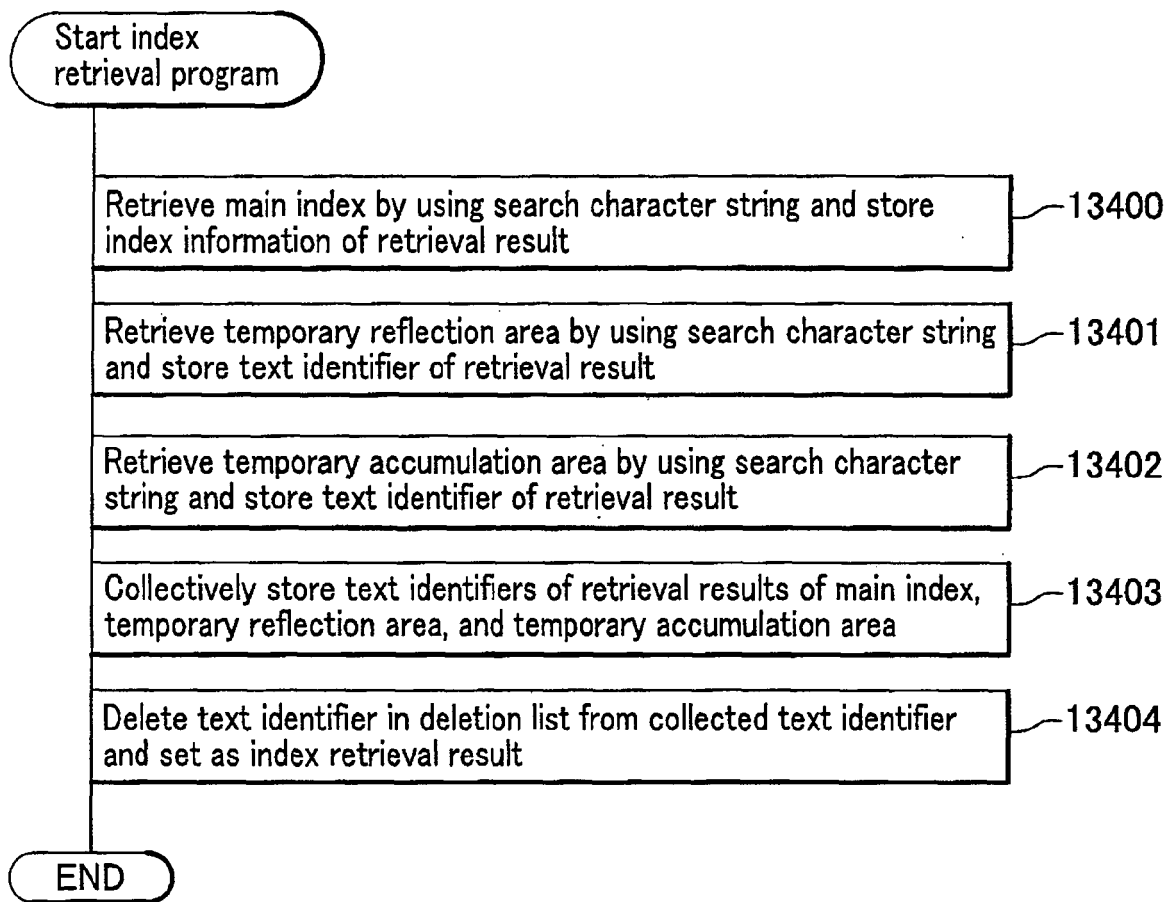 Start index
retrieval program
Retrieve main index by using search character string and store
index information of retrieval result
13400
Retrieve temporary reflection area by using search character string
and store text identifier of retrieval result
13401
Retrieve temporary accumulation area by using search character
string and store text identifier of retrieval result
13402
Collectively store text identifiers of retrieval results of main index,
temporary reflection area, and temporary accumulation area
13403
Delete text identifier in deletion list from collected text identifier
and set as index retrieval result
13404
END